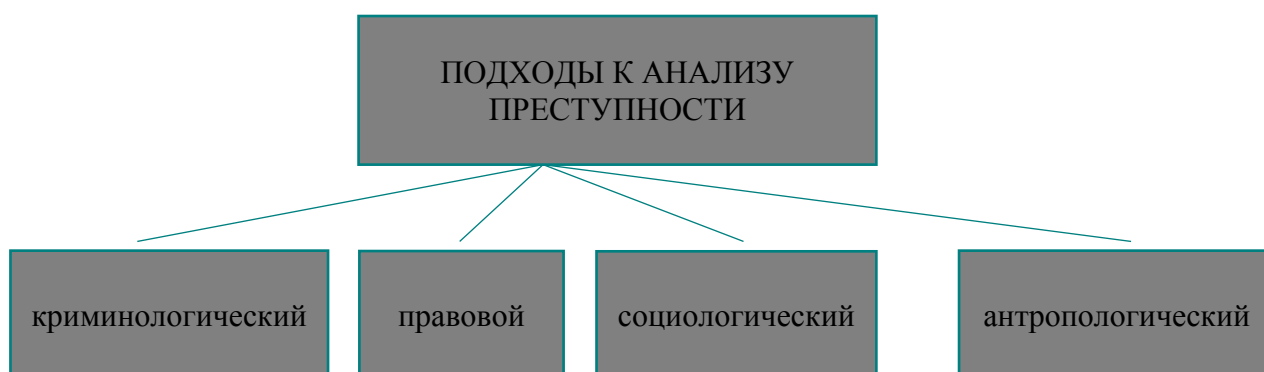 ПОДХОДЫ К АНАЛИЗУ
ПРЕСТУПНОСТИ
криминологический
правовой
социологический
антропологический